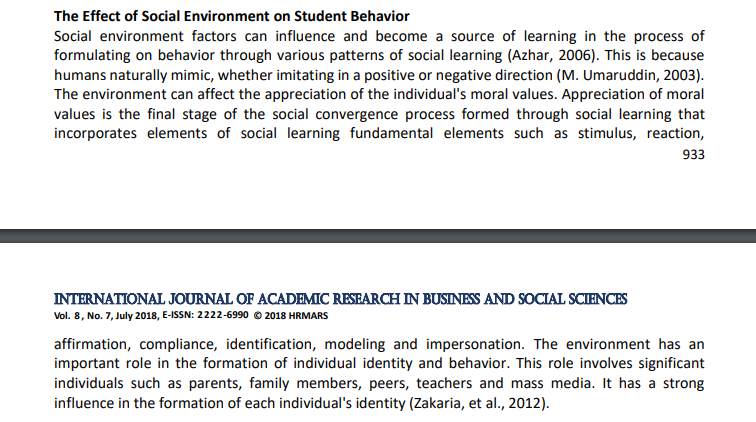 The Effect of Social Environment on Student Behavior
Social environment factors can influence and become a source of learning in the process of
formulating on behavior through various patterns of social learning (Azhar, 2006). This is because
humans naturally mimic, whether imitating in a positive or negative direction (M. Umaruddin, 2003).
The environment can affect the appreciation of the individual's moral values. Appreciation of moral
values is the final stage of the social convergence process formed through social learning that
incorporates elements of social learning fundamental elements such as stimulus, reaction,
933
INTERNATIONAL JOURNAL OF ACADEMIC RESEARCH IN BUSINESS AND SOCIAL SCIENCES
Vol. 8, No. 7, July 2018, E-ISSN: 2222-6990 © 2018 HRMARS
affirmation, compliance, identification, modeling and impersonation. The environment has an
important role in the formation of individual identity and behavior. This role involves significant
individuals such as parents, family members, peers, teachers and mass media. It has a strong
influence in the formation of each individual's identity (Zakaria, et al., 2012).